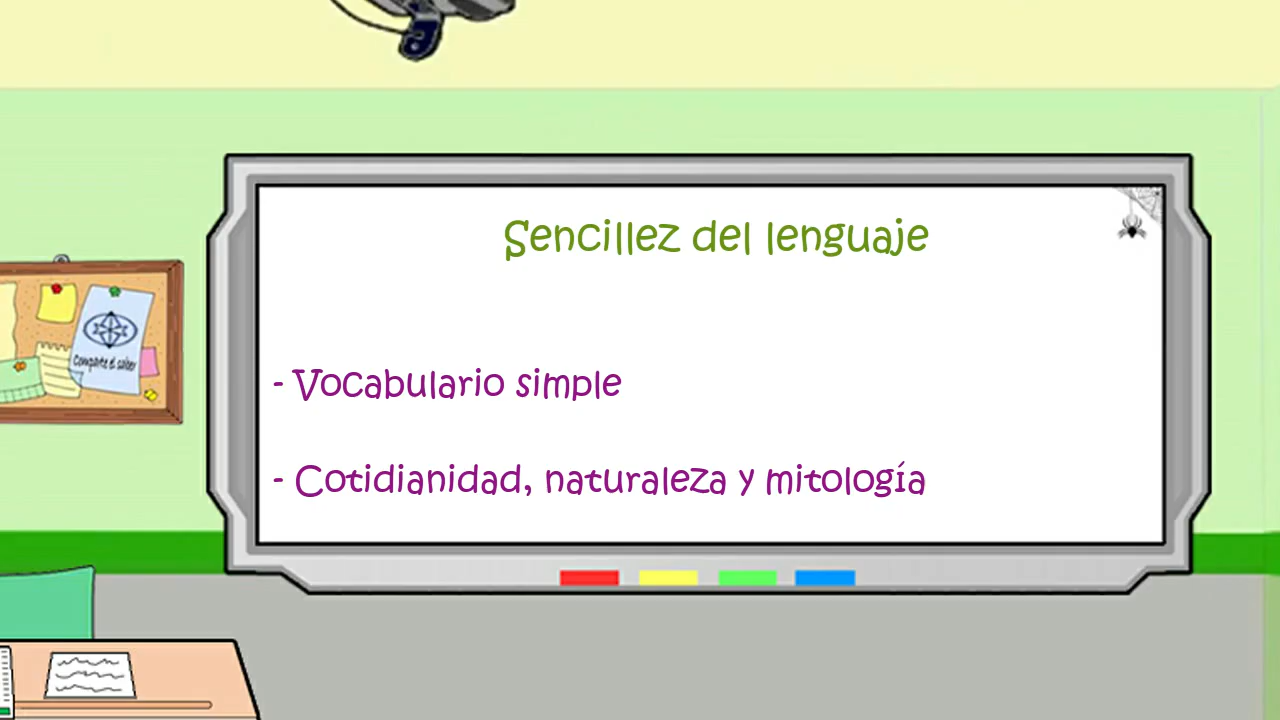 Sencillez del lenguaje
- Vocabulario simple
Comparte el saber
- Cotidianidad, naturaleza y mitología